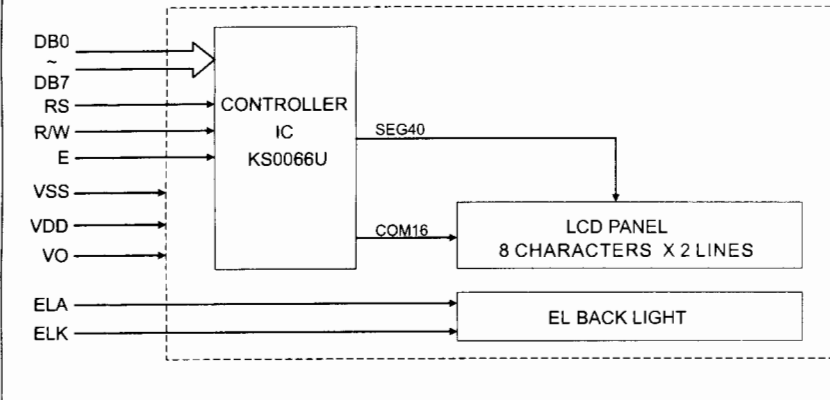 DB0
~
DB7
RS
R/W
E
VSS
VDD
VO
ELA
ELK
CONTROLLER
IC
KS0066U
SEG40
COM16
LCD PANEL
8 CHARACTERS X 2 LINES
EL BACK LIGHT